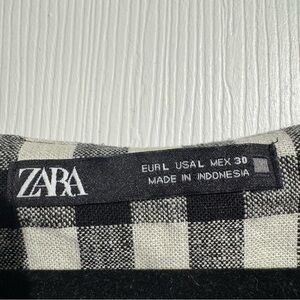 ZARA
EUR L USA L MEX 30
MADE IN INDONESIA